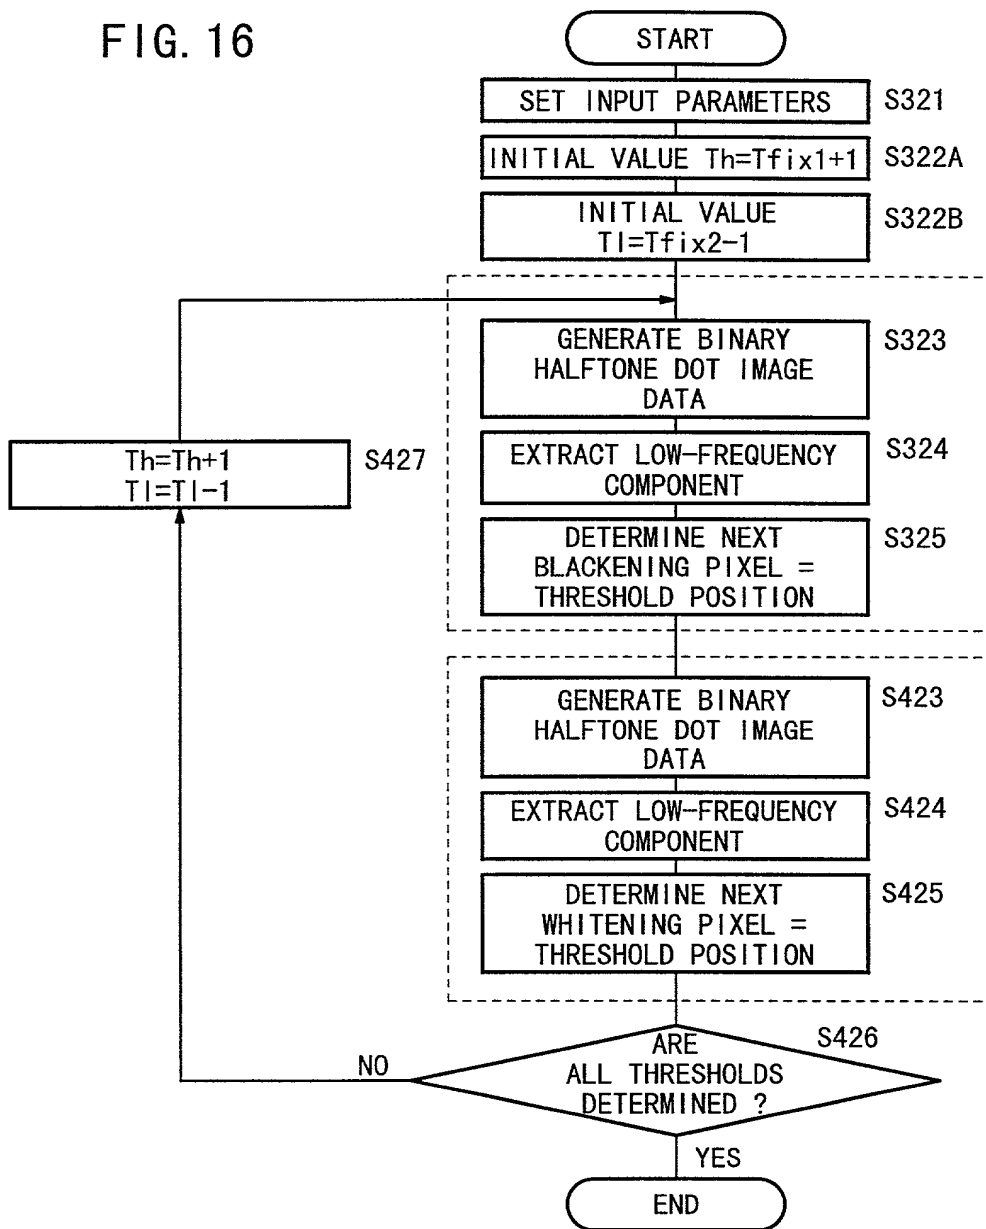 FIG. 16
START
SET INPUT PARAMETERS
S321
INITIAL VALUE Th=Tfix1+1
S322A
INITIAL VALUE
Tl=Tfix2-1
S322B
GENERATE BINARY
HALFTONE DOT IMAGE
DATA
S323
EXTRACT LOW-FREQUENCY
COMPONENT
S324
DETERMINE NEXT
BLACKENING PIXEL =
THRESHOLD POSITION
S325
Th=Th+1
Tl=Tl-1
S427
GENERATE BINARY
HALFTONE DOT IMAGE
DATA
S423
EXTRACT LOW-FREQUENCY
COMPONENT
S424
DETERMINE NEXT
WHITENING PIXEL =
THRESHOLD POSITION
S425
ARE
ALL THRESHOLDS
DETERMINED ?
S426
NO
YES
END